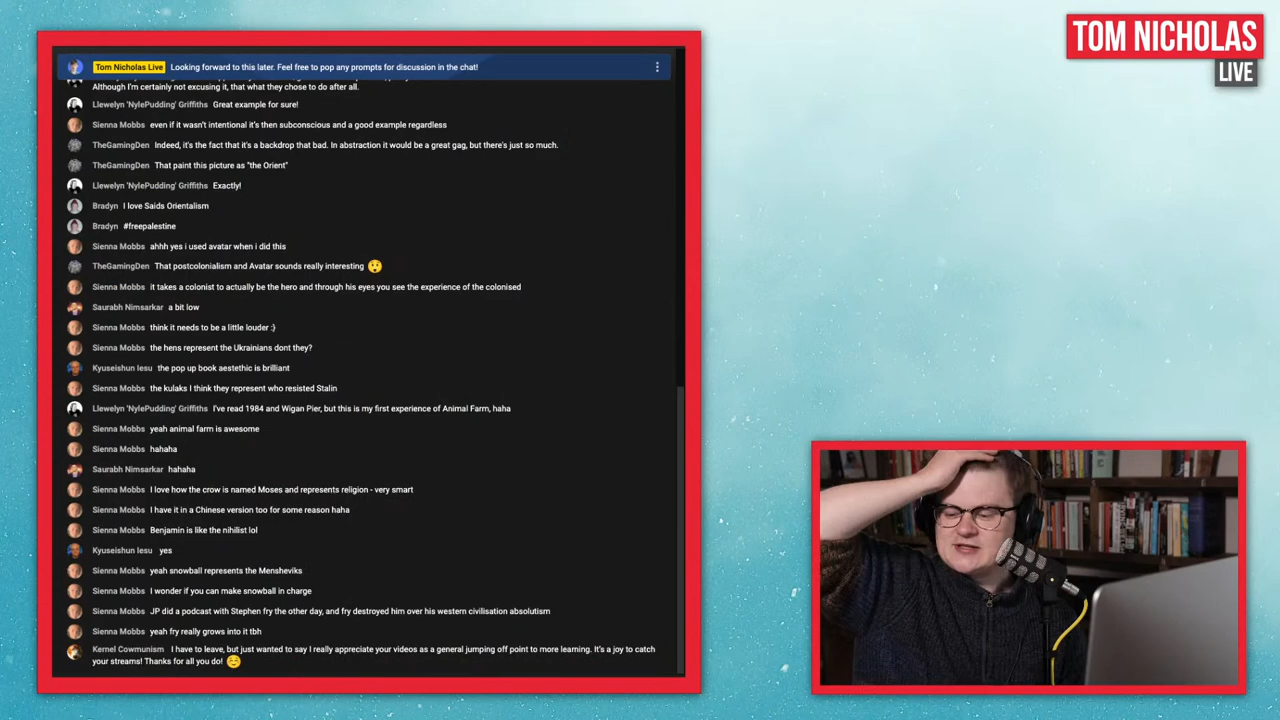 TOM NICHOLAS
LIVE
Tom Nicholas Live Looking forward to this later. Feel free to pop any prompts for discussion in the chat!
Although I'm certainly not excusing it, that what they chose to do after all.
Llewelyn 'NylePudding' Griffiths Great example for sure!
Sienna Mobbs even if it wasn't intentional it's then subconscious and a good example regardless
TheGamingDen Indeed, it's the fact that it's a backdrop that bad. In abstraction it would be a great gag, but there's just so much.
TheGamingDen That paint this picture as "the Orient"
Llewelyn 'NylePudding' Griffiths Exactly!
Bradyn I love Saids Orientalism
Bradyn #freepalestine
Sienna Mobbs ahhh yes i used avatar when i did this
TheGamingDen That postcolonialism and Avatar sounds really interesting 😲
Sienna Mobbs it takes a colonist to actually be the hero and through his eyes you see the experience of the colonised
Saurabh Nimsarkar a bit low
Sienna Mobbs think it needs to be a little louder :}
Sienna Mobbs the hens represent the Ukrainians dont they?
Kyuseishun Iesu the pop up book aestethic is brilliant
Sienna Mobbs the kulaks I think they represent who resisted Stalin
Llewelyn 'NylePudding' Griffiths I've read 1984 and Wigan Pier, but this is my first experience of Animal Farm, haha
Sienna Mobbs yeah animal farm is awesome
Sienna Mobbs hahaha
Saurabh Nimsarkar hahaha
Sienna Mobbs I love how the crow is named Moses and represents religion - very smart
Sienna Mobbs I have it in a Chinese version too for some reason haha
Sienna Mobbs Benjamin is like the nihilist lol
Kyuseishun Iesu yes
Sienna Mobbs yeah snowball represents the Mensheviks
Sienna Mobbs I wonder if you can make snowball in charge
Sienna Mobbs JP did a podcast with Stephen fry the other day, and fry destroyed him over his western civilisation absolutism
Sienna Mobbs yeah fry really grows into it tbh
Kernel Cowmunism I have to leave, but just wanted to say I really appreciate your videos as a general jumping off point to more learning. It's a joy to catch
your streams! Thanks for all you do! ☺️